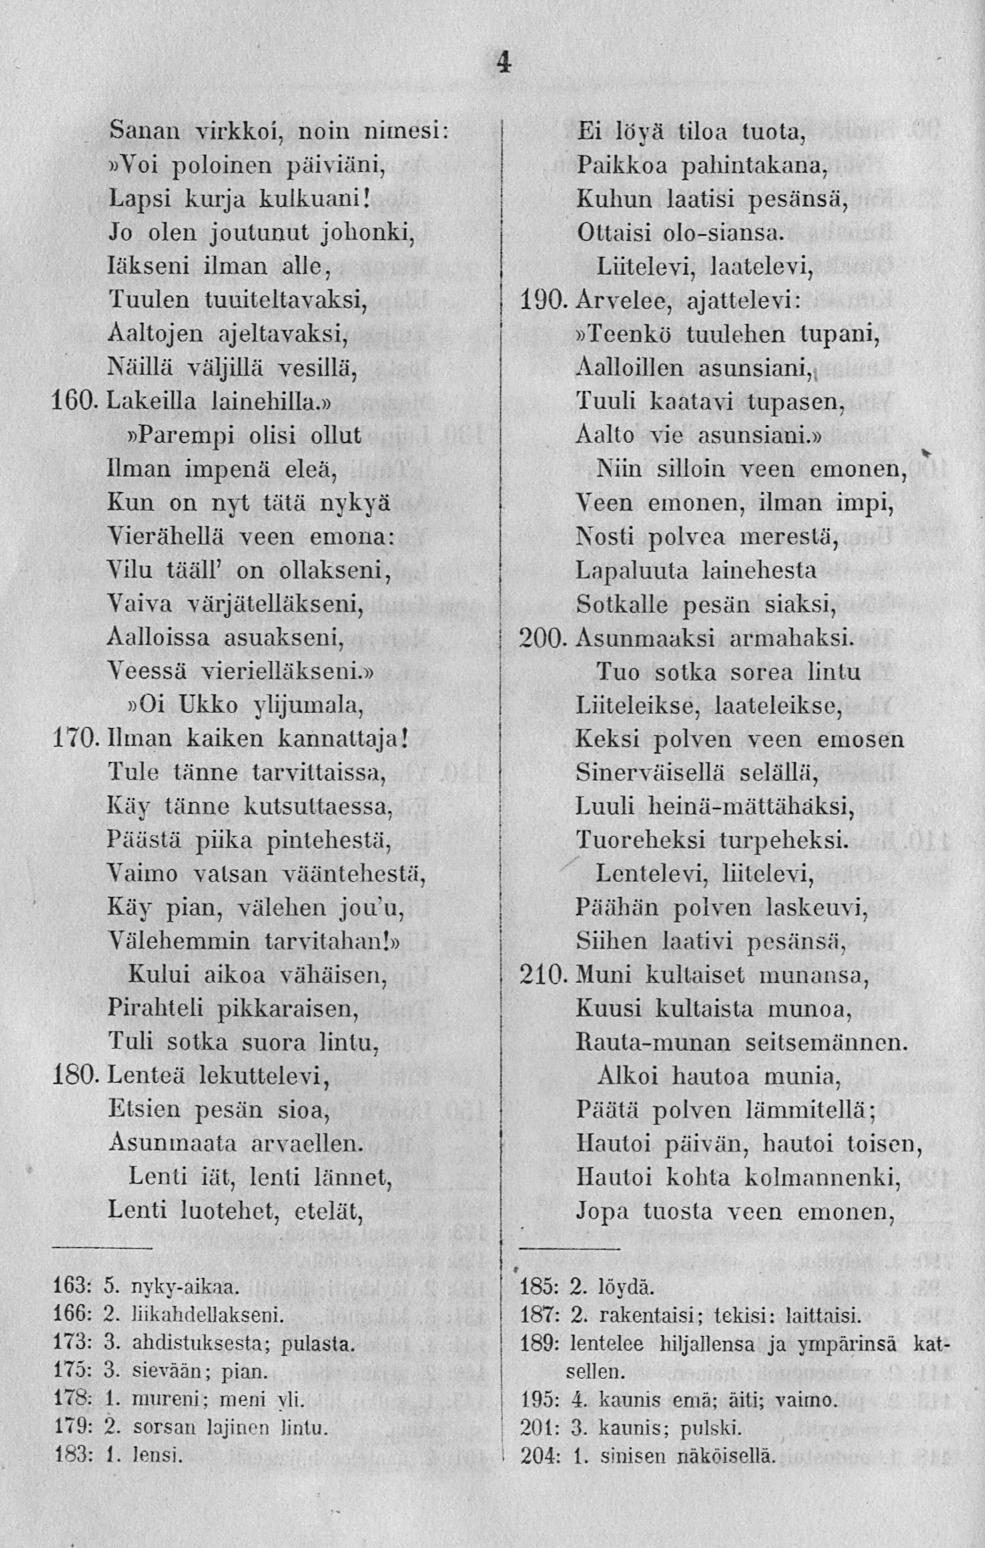 4
Sanan virkkoi, noin nimesi:
»Voi poloinen päiviäni,
Lapsi kurja kulkuani!
Jo olen joutunut johonki,
Iäkseni ilman alle,
Tuulen tuuiteltavaksi,
Aaltojen ajeltavaksi,
Näillä väljillä vesillä,
160. Lakeilla lainehilla.»
»Parempi olisi ollut
Ilman impenä eleä,
Kun on nyt tätä nykyä
Vierähellä veen emona:
Vilu tääll' on ollakseni,
Vaiva värjätelläkseni,
Aalloissa asuakseni,
Veessä vierielläkseni.»
»Oi Ukko ylijumala,
170. Ilman kaiken kannattaja!
Tule tänne tarvittaissa,
Käy tänne kutsuttaessa,
Päästä piika pintehestä,
Vaimo vatsan vääntehestä,
Käy pian, välehen jou'u,
Välehemmin tarvitahan!»
Kului aikoa vähäisen,
Pirahteli pikkaraisen,
Tuli sotka suora lintu,
180. Lenteä lekuttelevi,
Etsien pesän sioa,
Asunmaata arvaellen.
Lenti iät, lenti lännet,
Lenti luotehet, etelät,
163: 5. nyky-aikaa.
166: 2. liikahdellakseni.
173: 3. ahdistuksesta; pulasta.
175: 3. sievään; pian.
178: 1. mureni; meni yli.
179: 2. sorsan lajinen lintu.
183: 1. lensi.
Ei löyä tiloa tuota,
Paikkoa pahintakana,
Kuhun laatisi pesänsä,
Ottaisi olo-siansa.
Liitelevi, laatelevi,
190. Arvelee, ajattelevi:
»Teenkö tuulehen tupani,
Aalloillen asunsiani,
Tuuli kaatavi tupasen,
Aalto vie asunsiani.»
Niin silloin veen emonen,
Veen emonen, ilman impi,
Nosti polvea merestä,
Lapaluuta lainehesta
Sotkalle pesän siaksi,
200. Asunmaaksi armahaksi.
Tuo sotka sorea lintu
Liiteleikse, laateleikse,
Keksi polven veen emosen
Sinerväisellä selällä,
Luuli heinä-mättähäksi,
Tuoreheksi turpeheksi.
Lentelevi, liitelevi,
Päähän polven laskeuvi,
Siihen laativi pesänsä,
210. Muni kultaiset munansa,
Kuusi kultaista munoa,
Rauta-munan seitsemännen.
Alkoi hautoa munia,
Päätä polven lämmitellä;
Hautoi päivän, hautoi toisen,
Hautoi kohta kolmannenki,
Jopa tuosta veen emonen,
185: 2. löydä.
187: 2. rakentaisi; tekisi: laittaisi.
189: lentelee hiljallensa ja ympärinsä kat-
sellen.
195: 4. kaunis emä; äiti; vaimo.
201: 3. kaunis; pulski.
204: 1. sinisen näköisellä.